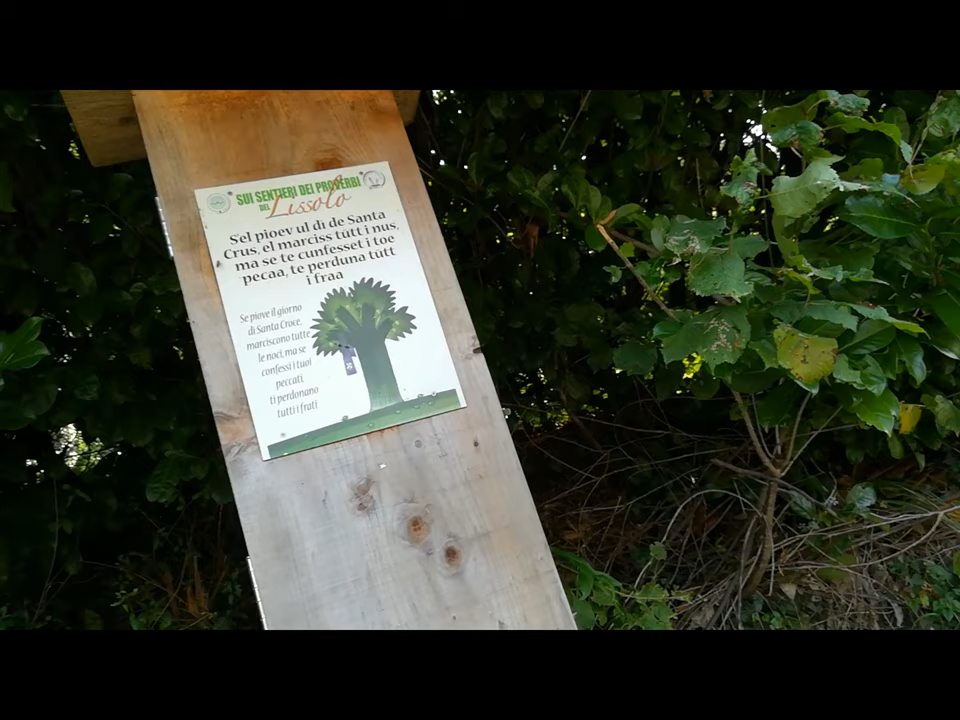 SUI SENTIERI DEI PROVERBI
DEL Lissolo
Sel pioev ul dì de Santa
Crus, el marciss tütt i nus,
ma se te cunfesset i toe
pecaa, te perduna tütt
i fraa
Se piove il giorno
di Santa Croce,
marciscono tutte
le noci, ma se
confessi i tuoi
peccati,
ti perdonano
tutti i frati